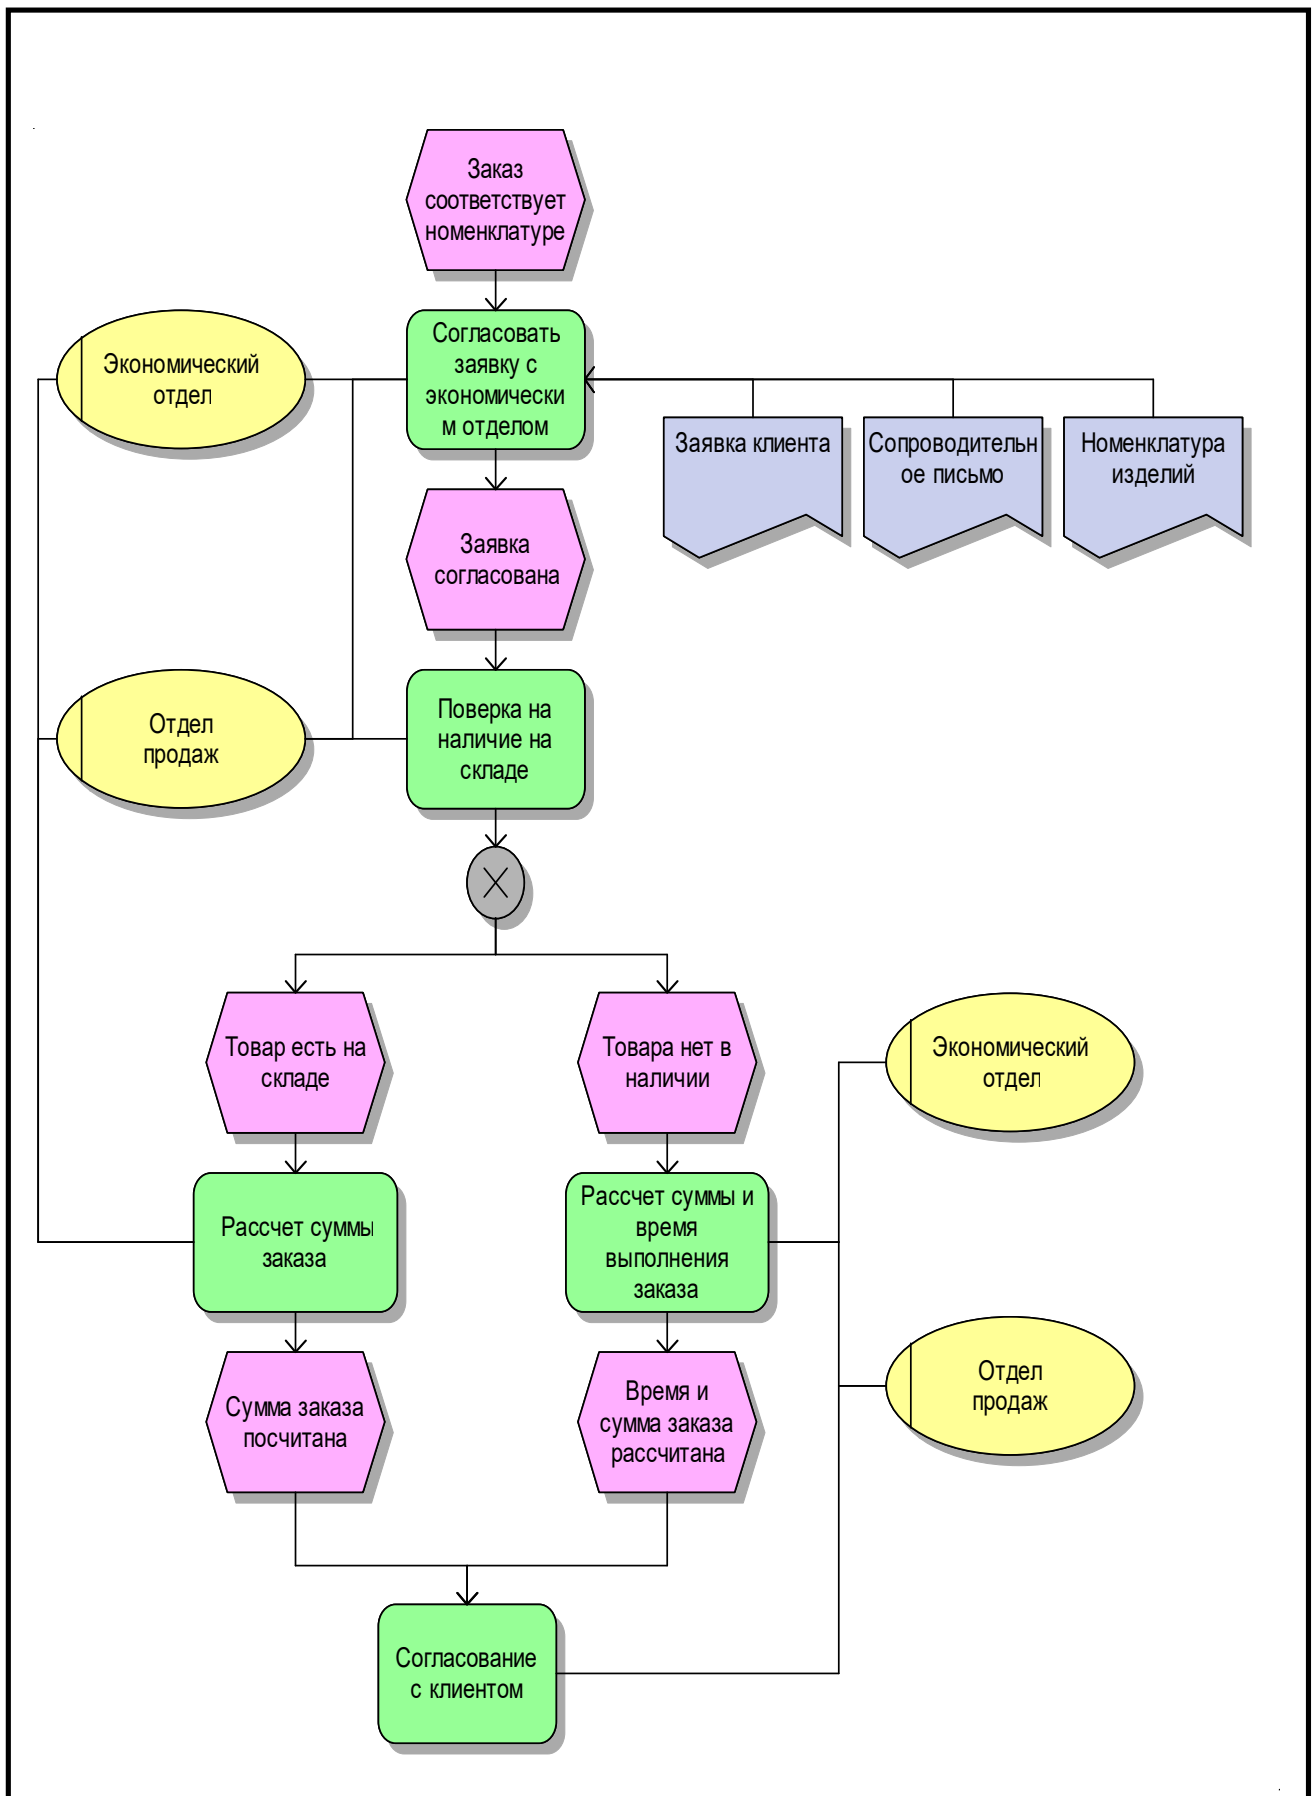 Заказ
соответствует
номенклатуре
Экономический
отдел
Согласовать
заявку с
экономически
м отделом
Заявка клиента
Сопроводительн
ое письмо
Номенклатура
изделий
Заявка
согласована
Отдел
продаж
Поверка на
наличие на
складе
Товар есть на
складе
Товара нет в
наличии
Экономический
отдел
Рассчет суммы
заказа
Рассчет суммы и
время
выполнения
заказа
Сумма заказа
посчитана
Время и
сумма заказа
рассчитана
Отдел
продаж
Согласование
с клиентом